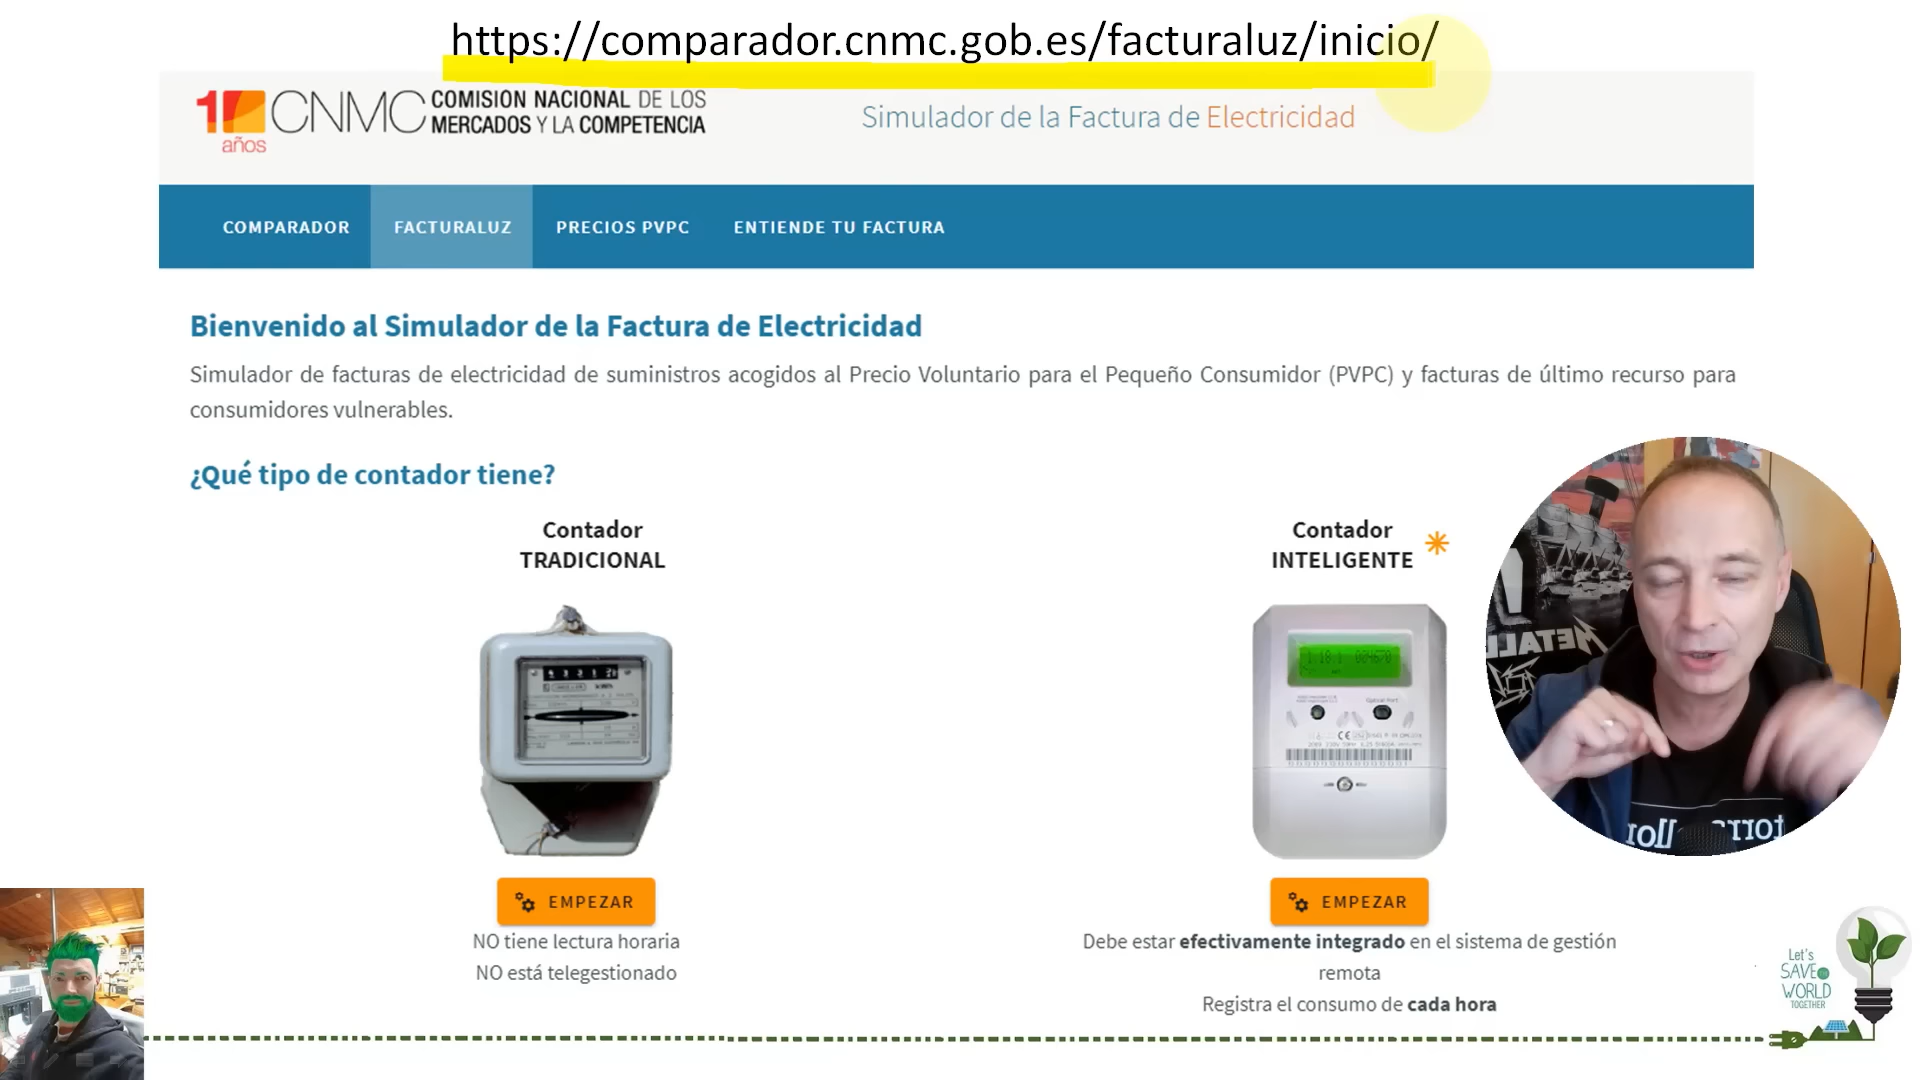 https://comparador.cnmc.gob.es/facturaluz/inicio/
10 años CNMC COMISION NACIONAL DE LOS
MERCADOS Y LA COMPETENCIA
Simulador de la Factura de Electricidad
COMPARADOR FACTURALUZ PRECIOS PVPC ENTIENDE TU FACTURA
Bienvenido al Simulador de la Factura de Electricidad
Simulador de facturas de electricidad de suministros acogidos al Precio Voluntario para el Pequeño Consumidor (PVPC) y facturas de último recurso para
consumidores vulnerables.
¿Qué tipo de contador tiene?
Contador
TRADICIONAL
EMPEZAR
NO tiene lectura horaria
NO está telegestionado
Contador
INTELIGENTE
Optical Port
EMPEZAR
Debe estar efectivamente integrado en el sistema de gestión
remota
Registra el consumo de cada hora
METALL
Let's
SAVE
WORLD
TOGETHER